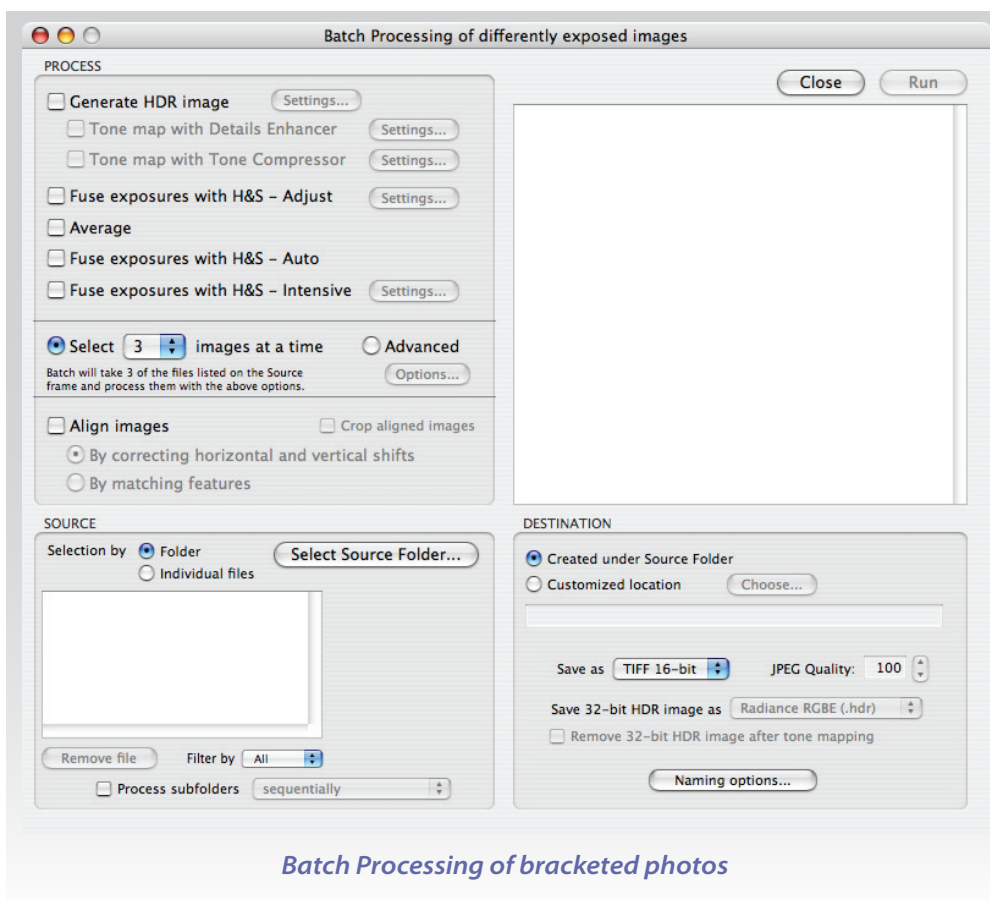 Batch Processing of differently exposed images
PROCESS
Close Run
Generate HDR image Settings...
Tone map with Details Enhancer Settings...
Tone map with Tone Compressor Settings...
Fuse exposures with H&S – Adjust Settings...
Average
Fuse exposures with H&S – Auto
Fuse exposures with H&S – Intensive Settings...
Select 3 images at a time Advanced
Batch will take 3 of the files listed on the Source Options...
frame and process them with the above options.
Align images Crop aligned images
By correcting horizontal and vertical shifts
By matching features
SOURCE
Selection by Folder Select Source Folder...
Individual files
Remove file Filter by All
Process subfolders sequentially
DESTINATION
Created under Source Folder
Customized location Choose...
Save as TIFF 16-bit JPEG Quality: 100
Save 32-bit HDR image as Radiance RGBE (.hdr)
Remove 32-bit HDR image after tone mapping
Naming options...
Batch Processing of bracketed photos